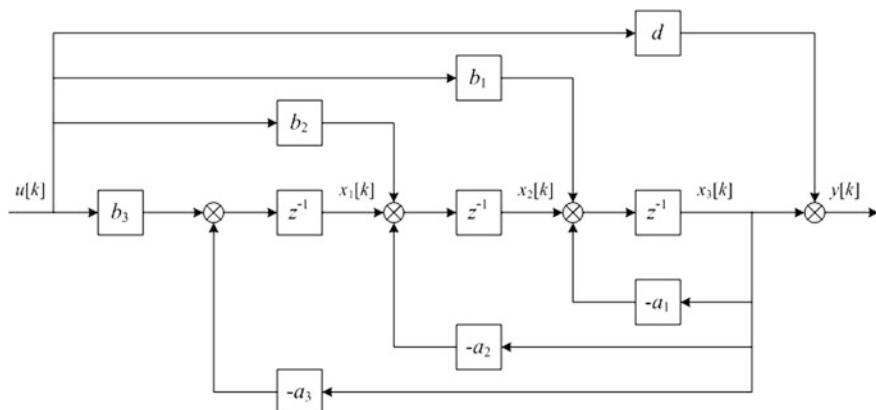 d
b₁
b₂
u[k]
x₁[k]
x₂[k]
x₃[k]
y[k]
b₃
z⁻¹
z⁻¹
z⁻¹
-a₁
-a₂
-a₃